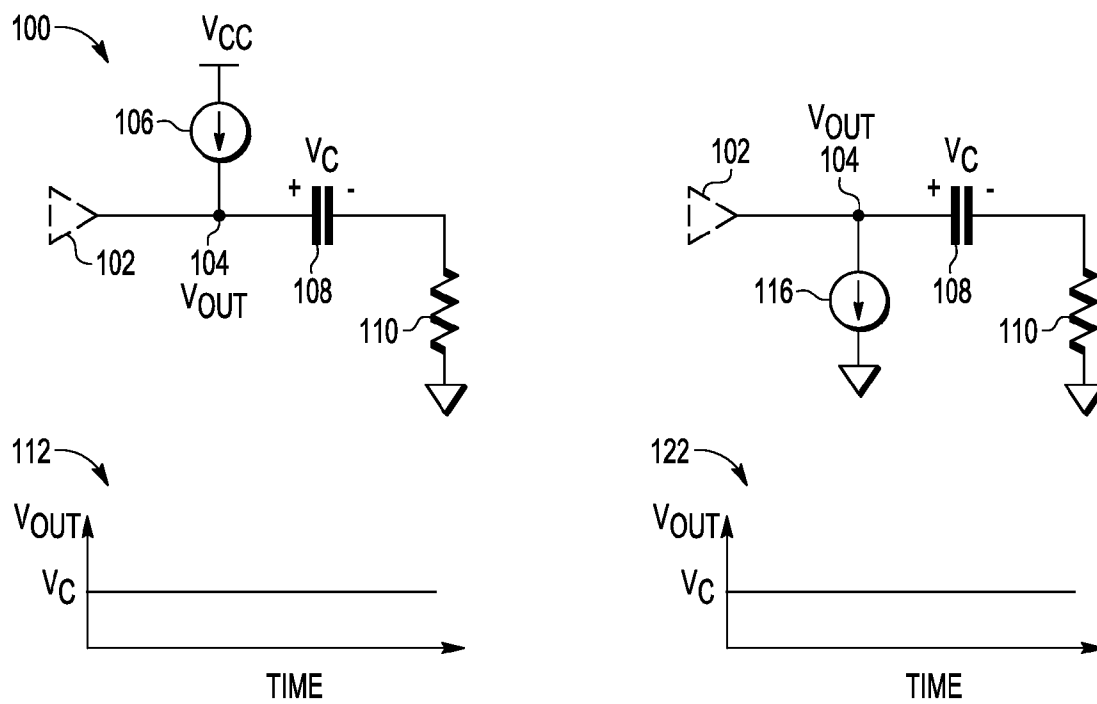 100
VCC
106
VC
+ -
102
104
VOUT
108
110
112
VOUT
VC
TIME
VOUT
104
102
VC
+ -
116
108
110
122
VOUT
VC
TIME